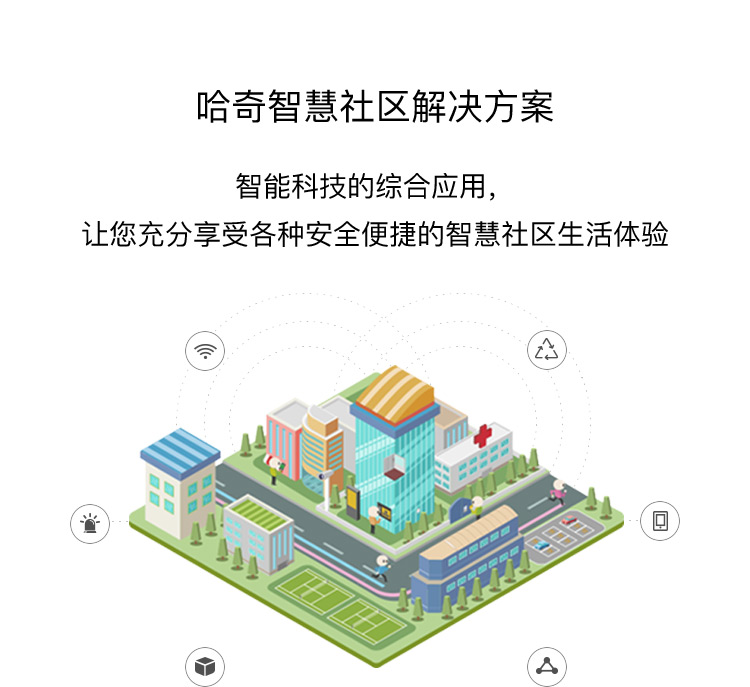 哈奇智慧社区解决方案
智能科技的综合应用，
让您充分享受各种安全便捷的智慧社区生活体验